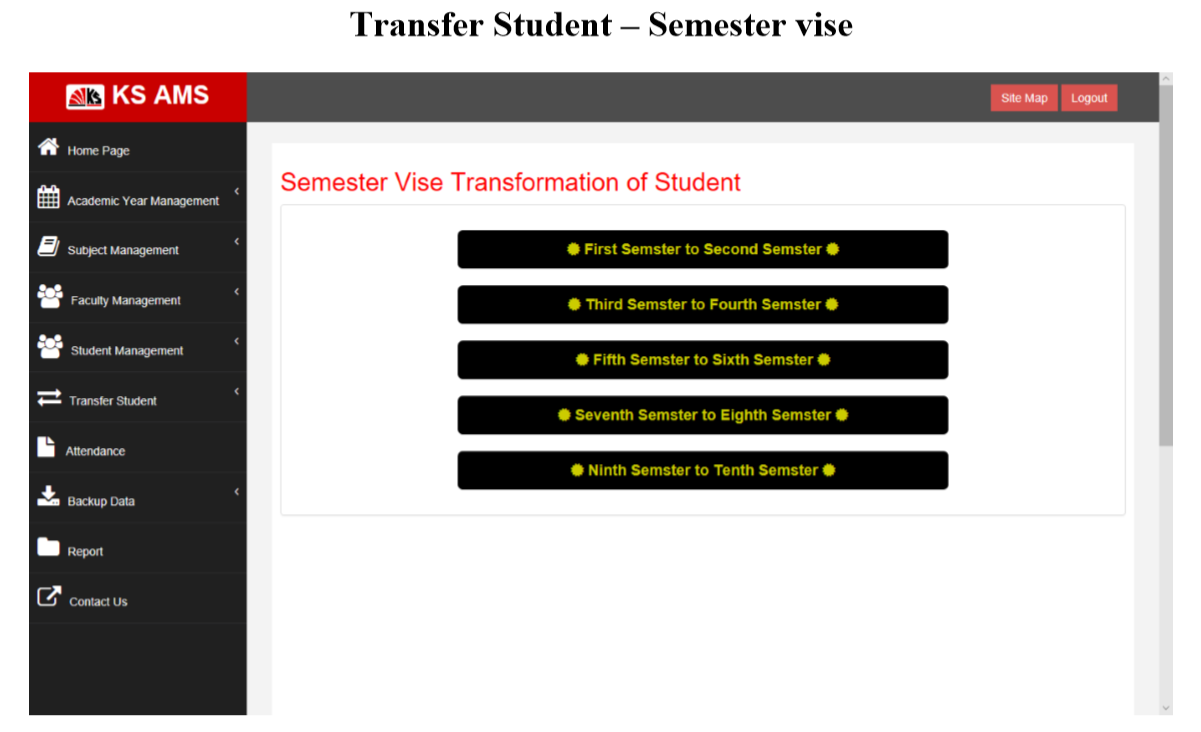 Transfer Student – Semester vise
KS KS AMS
Site Map Logout
Home Page
Academic Year Management
Subject Management
Faculty Management
Student Management
Transfer Student
Attendance
Backup Data
Report
Contact Us
Semester Vise Transformation of Student
First Semster to Second Semster
Third Semster to Fourth Semster
Fifth Semster to Sixth Semster
Seventh Semster to Eighth Semster
Ninth Semster to Tenth Semster